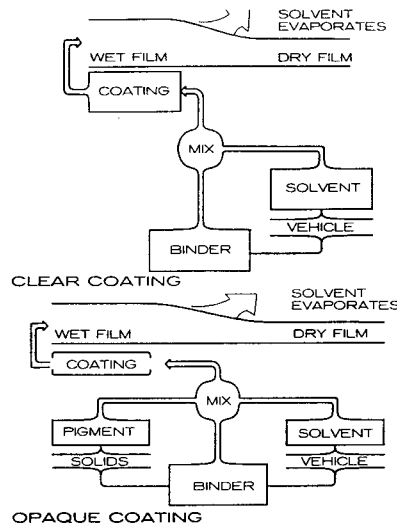 SOLVENT
EVAPORATES
WET FILM DRY FILM
COATING
MIX
SOLVENT
VEHICLE
BINDER
CLEAR COATING
SOLVENT
EVAPORATES
WET FILM DRY FILM
COATING
MIX
PIGMENT SOLVENT
SOLIDS VEHICLE
BINDER
OPAQUE COATING